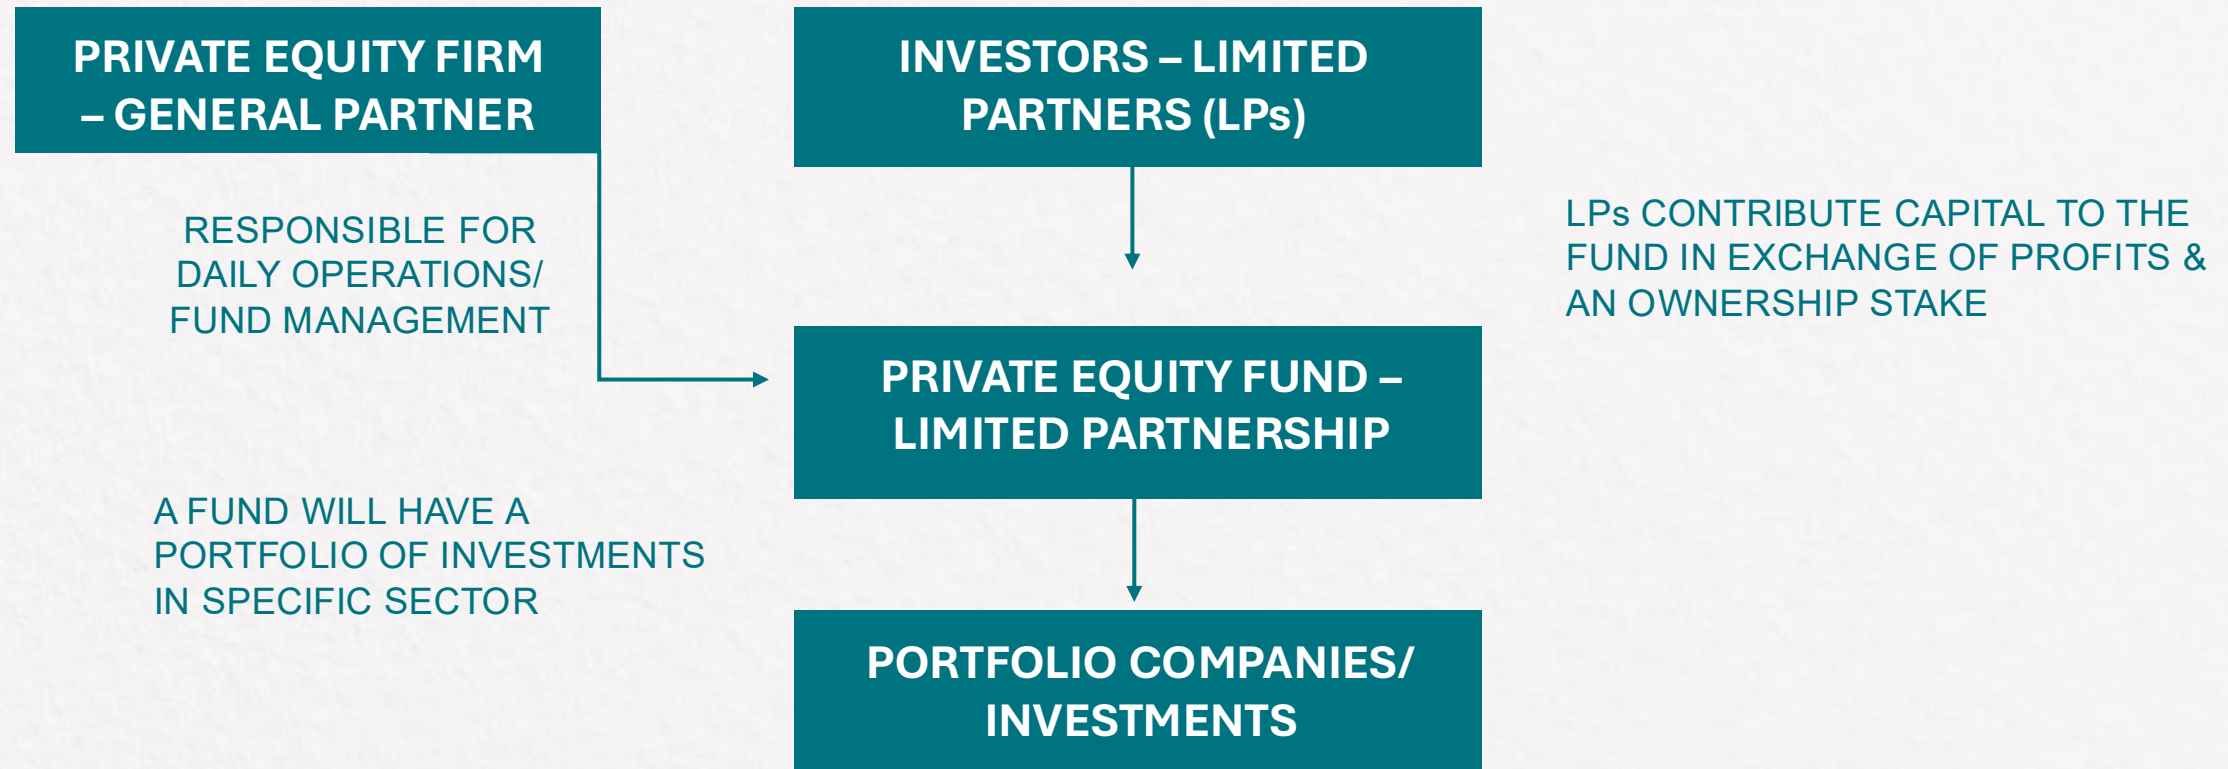 PRIVATE EQUITY FIRM
– GENERAL PARTNER
INVESTORS – LIMITED
PARTNERS (LPs)
RESPONSIBLE FOR
DAILY OPERATIONS/
FUND MANAGEMENT
LPs CONTRIBUTE CAPITAL TO THE
FUND IN EXCHANGE OF PROFITS &
AN OWNERSHIP STAKE
PRIVATE EQUITY FUND –
LIMITED PARTNERSHIP
A FUND WILL HAVE A
PORTFOLIO OF INVESTMENTS
IN SPECIFIC SECTOR
PORTFOLIO COMPANIES/
INVESTMENTS